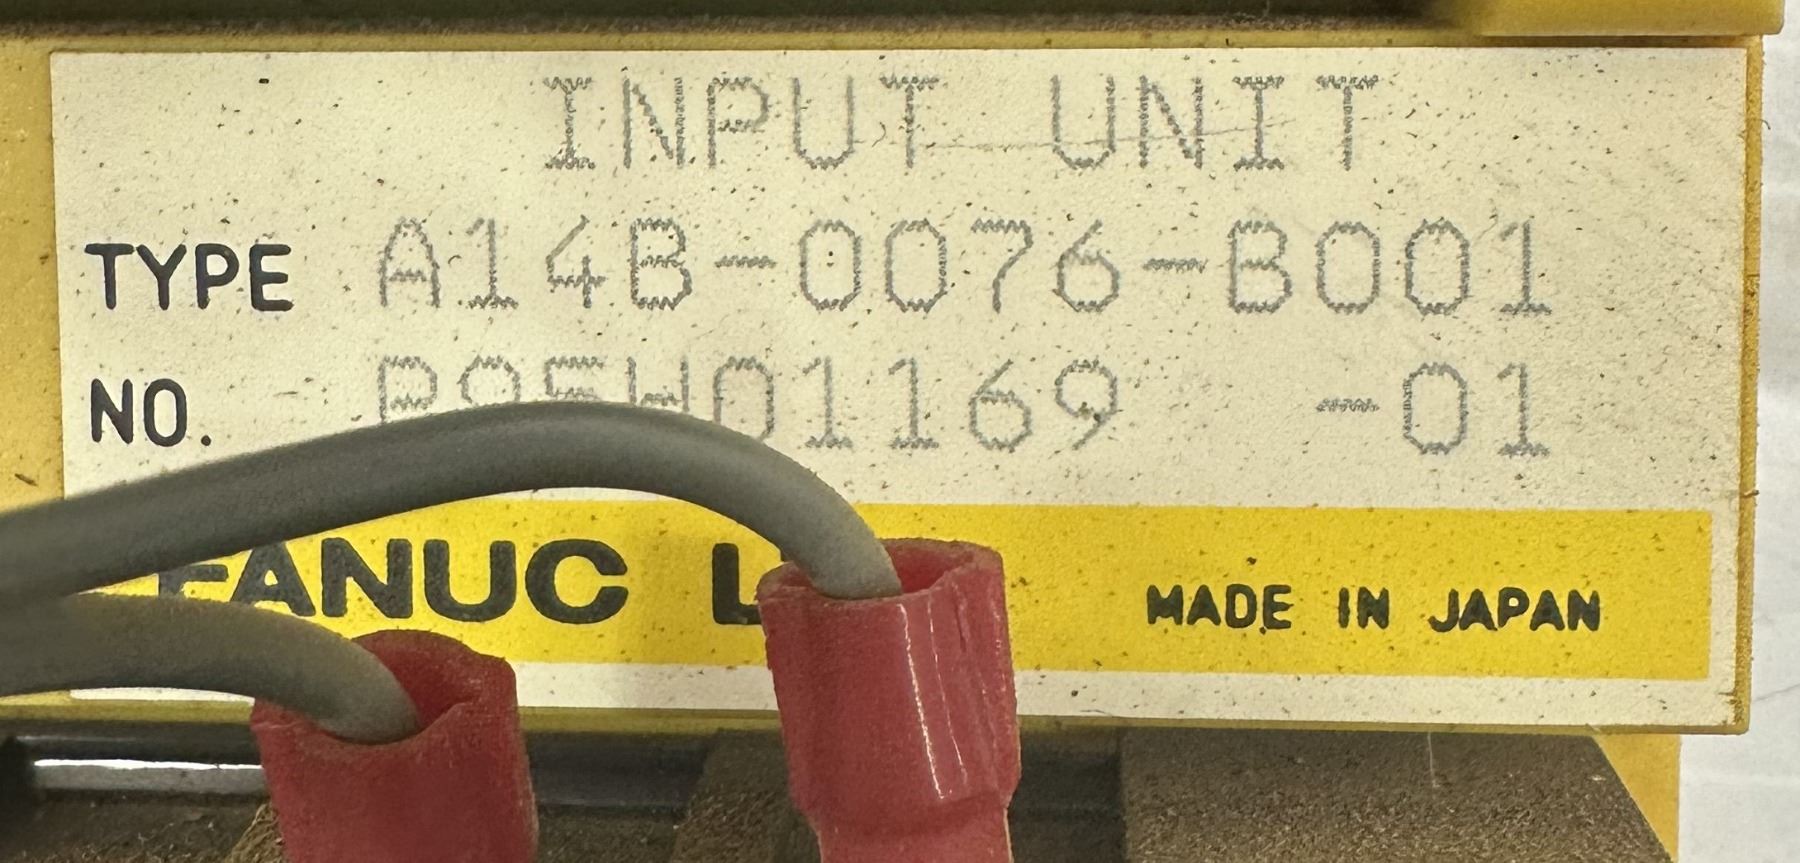 INPUT UNIT
TYPE A14B-0076-B001
NO. -01
FANUC
MADE IN JAPAN